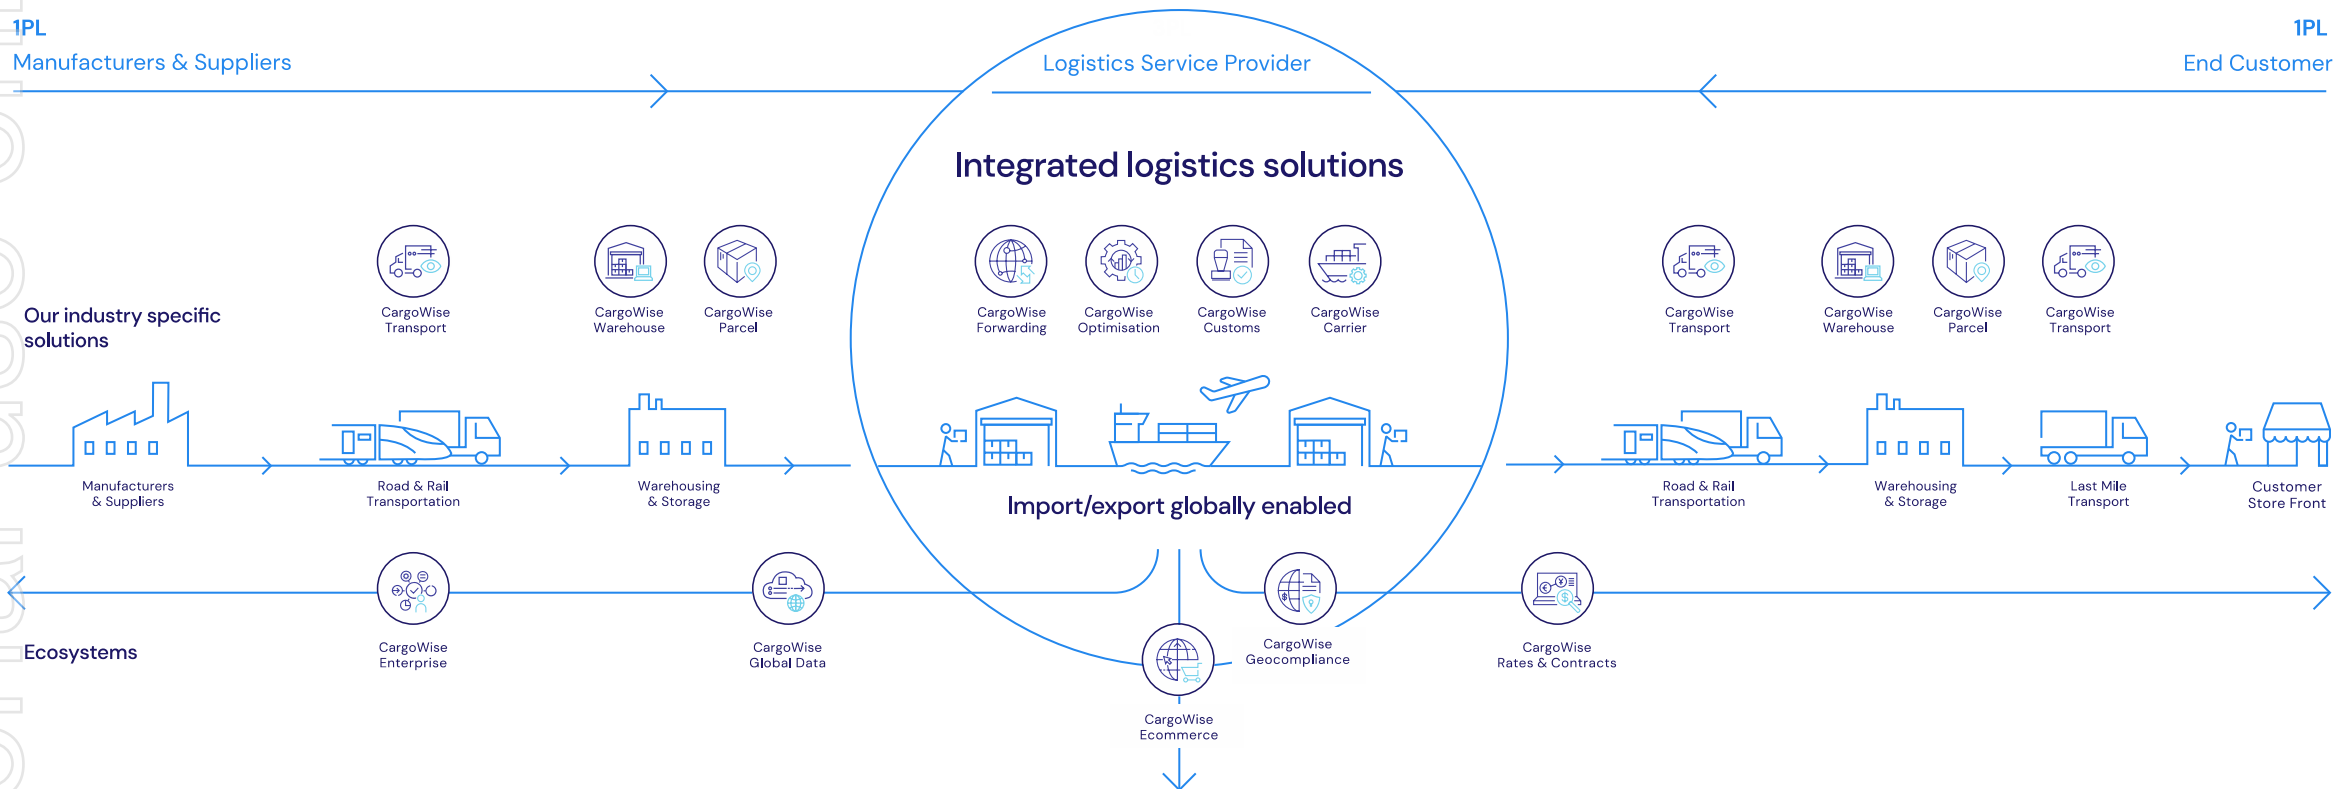 1PL
1PL
Manufacturers & Suppliers
Logistics Service Provider
End Customer
Integrated logistics solutions
Our industry specific
solutions
CargoWise
Transport
CargoWise
Warehouse
CargoWise
Parcel
CargoWise
Forwarding
CargoWise
Optimisation
CargoWise
Customs
CargoWise
Carrier
CargoWise
Transport
CargoWise
Warehouse
CargoWise
Parcel
CargoWise
Transport
Manufacturers
& Suppliers
Road & Rail
Transportation
Warehousing
& Storage
Import/export globally enabled
Road & Rail
Transportation
Warehousing
& Storage
Last Mile
Transport
Customer
Store Front
Ecosystems
CargoWise
Enterprise
CargoWise
Global Data
CargoWise
Ecommerce
CargoWise
Geocompliance
CargoWise
Rates & Contracts